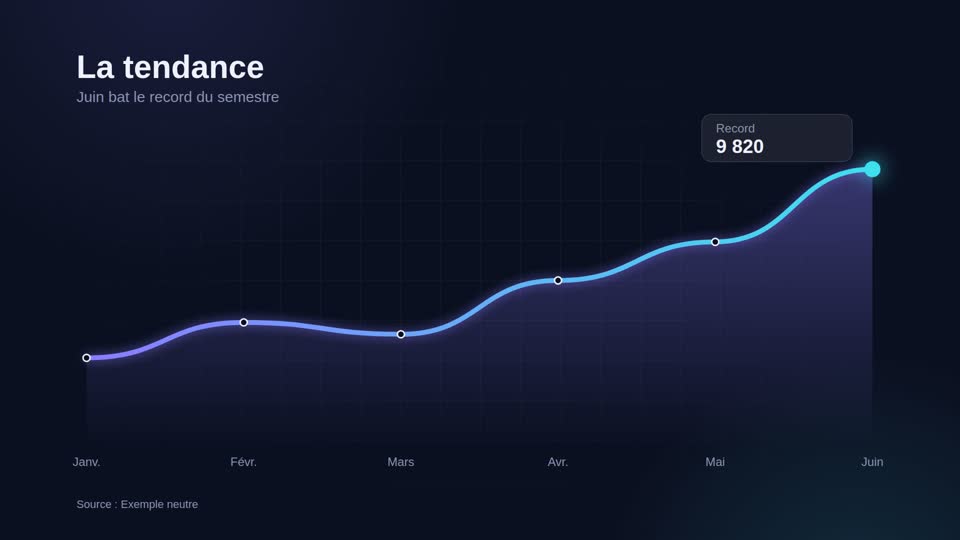 La tendance
Juin bat le record du semestre
Record
9 820
Janv.
Févr.
Mars
Avr.
Mai
Juin
Source : Exemple neutre